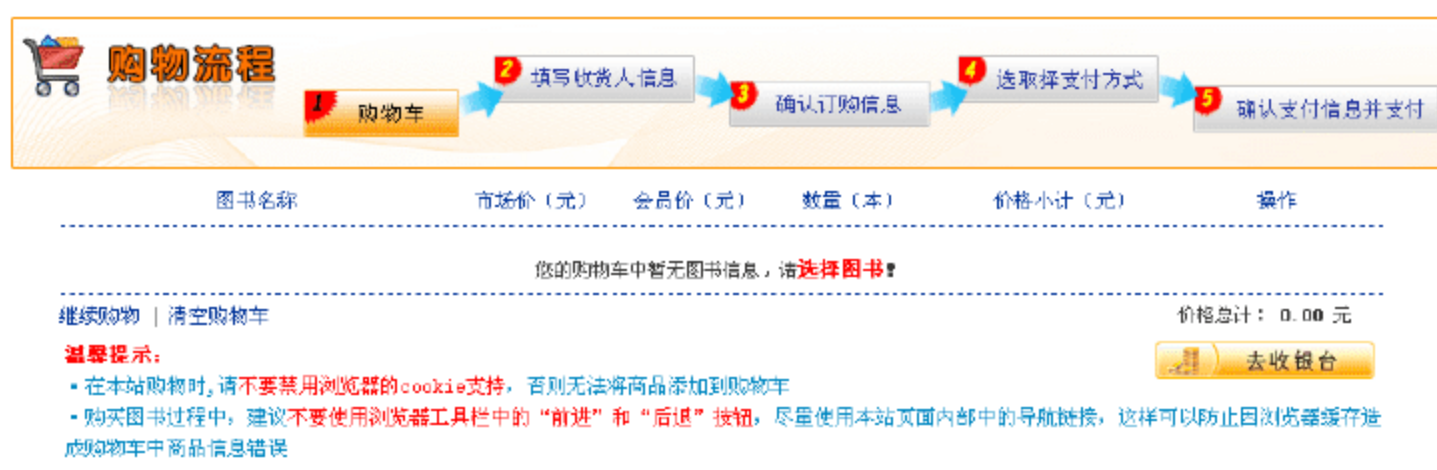 购物流程
1 购物车
2 填写收货人信息
3 确认订购信息
4 选取择支付方式
5 确认支付信息并支付
图书名称 市场价（元） 会员价（元） 数量（本） 价格小计（元） 操作
您的购物车中暂无图书信息，请选择图书！
继续购物 | 清空购物车 价格总计： 0.00 元
温馨提示： 去收银台
在本站购物时,请不要禁用浏览器的cookie支持，否则无法将商品添加到购物车
购买图书过程中，建议不要使用浏览器工具栏中的“前进”和“后退”按钮，尽量使用本站页面内部中的导航链接，这样可以防止因浏览器缓存造
成购物车中商品信息错误